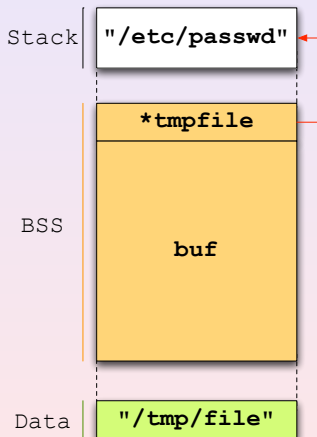 Stack "/etc/passwd"
*tmpfile
BSS
buf
Data "/tmp/file"